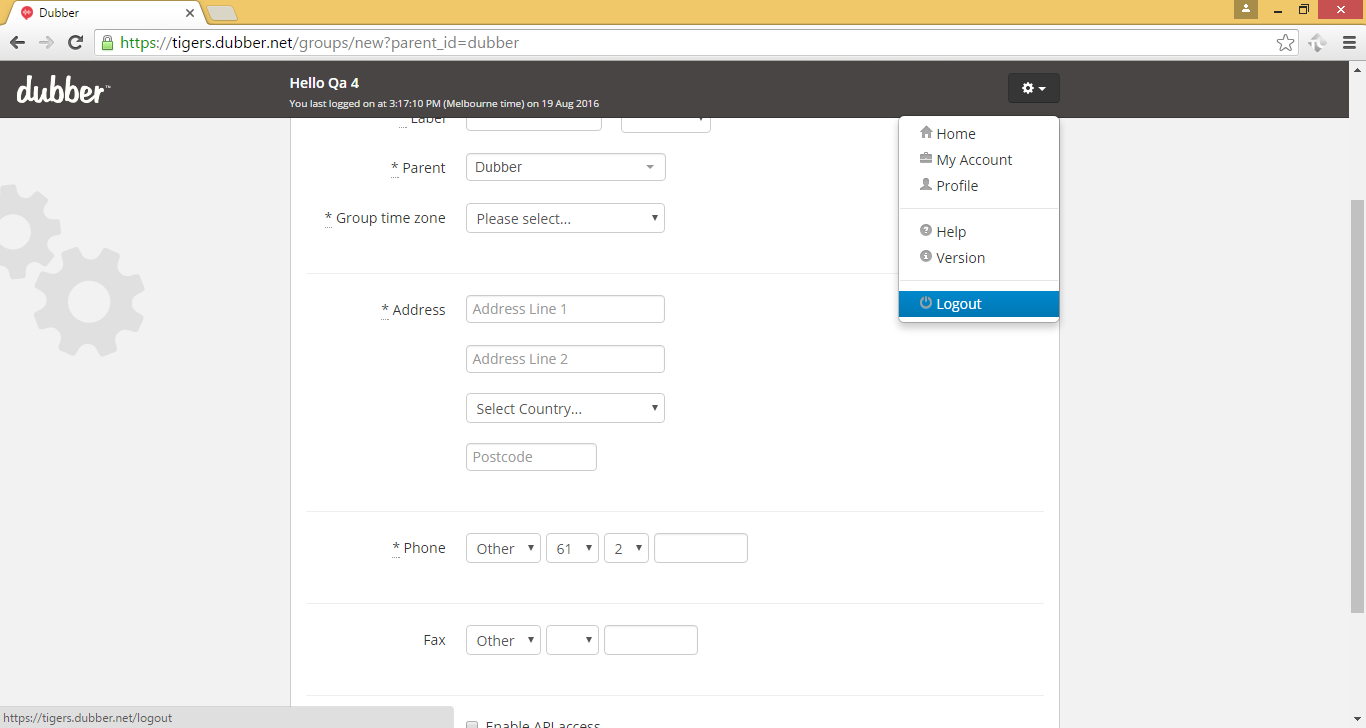 Dubber
https://tigers.dubber.net/groups/new?parent_id=dubber
dubber™
Hello Qa 4
You last logged on at 3:17:10 PM (Melbourne time) on 19 Aug 2016
Label
Home
My Account
Profile
Help
Version
Logout
* Parent Dubber
* Group time zone Please select...
* Address Address Line 1
Address Line 2
Select Country...
Postcode
* Phone Other 61 2
Fax Other
Enable API access
https://tigers.dubber.net/logout